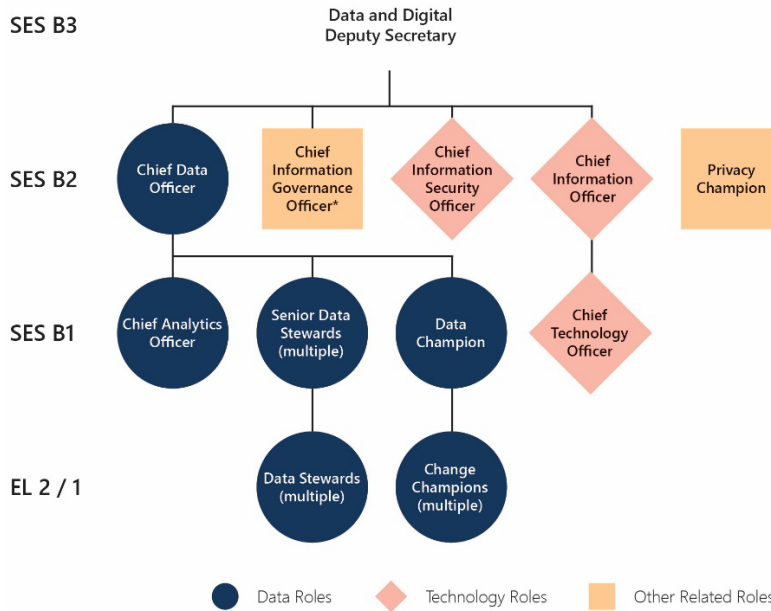 SES B3
Data and Digital
Deputy Secretary
SES B2
Chief Data
Officer
Chief
Information
Governance
Officer*
Chief
Information
Security
Officer
Chief
Information
Officer
Privacy
Champion
SES B1
Chief Analytics
Officer
Senior Data
Stewards
(multiple)
Data
Champion
Chief
Technology
Officer
EL 2 / 1
Data Stewards
(multiple)
Change
Champions
(multiple)
Data Roles
Technology Roles
Other Related Roles